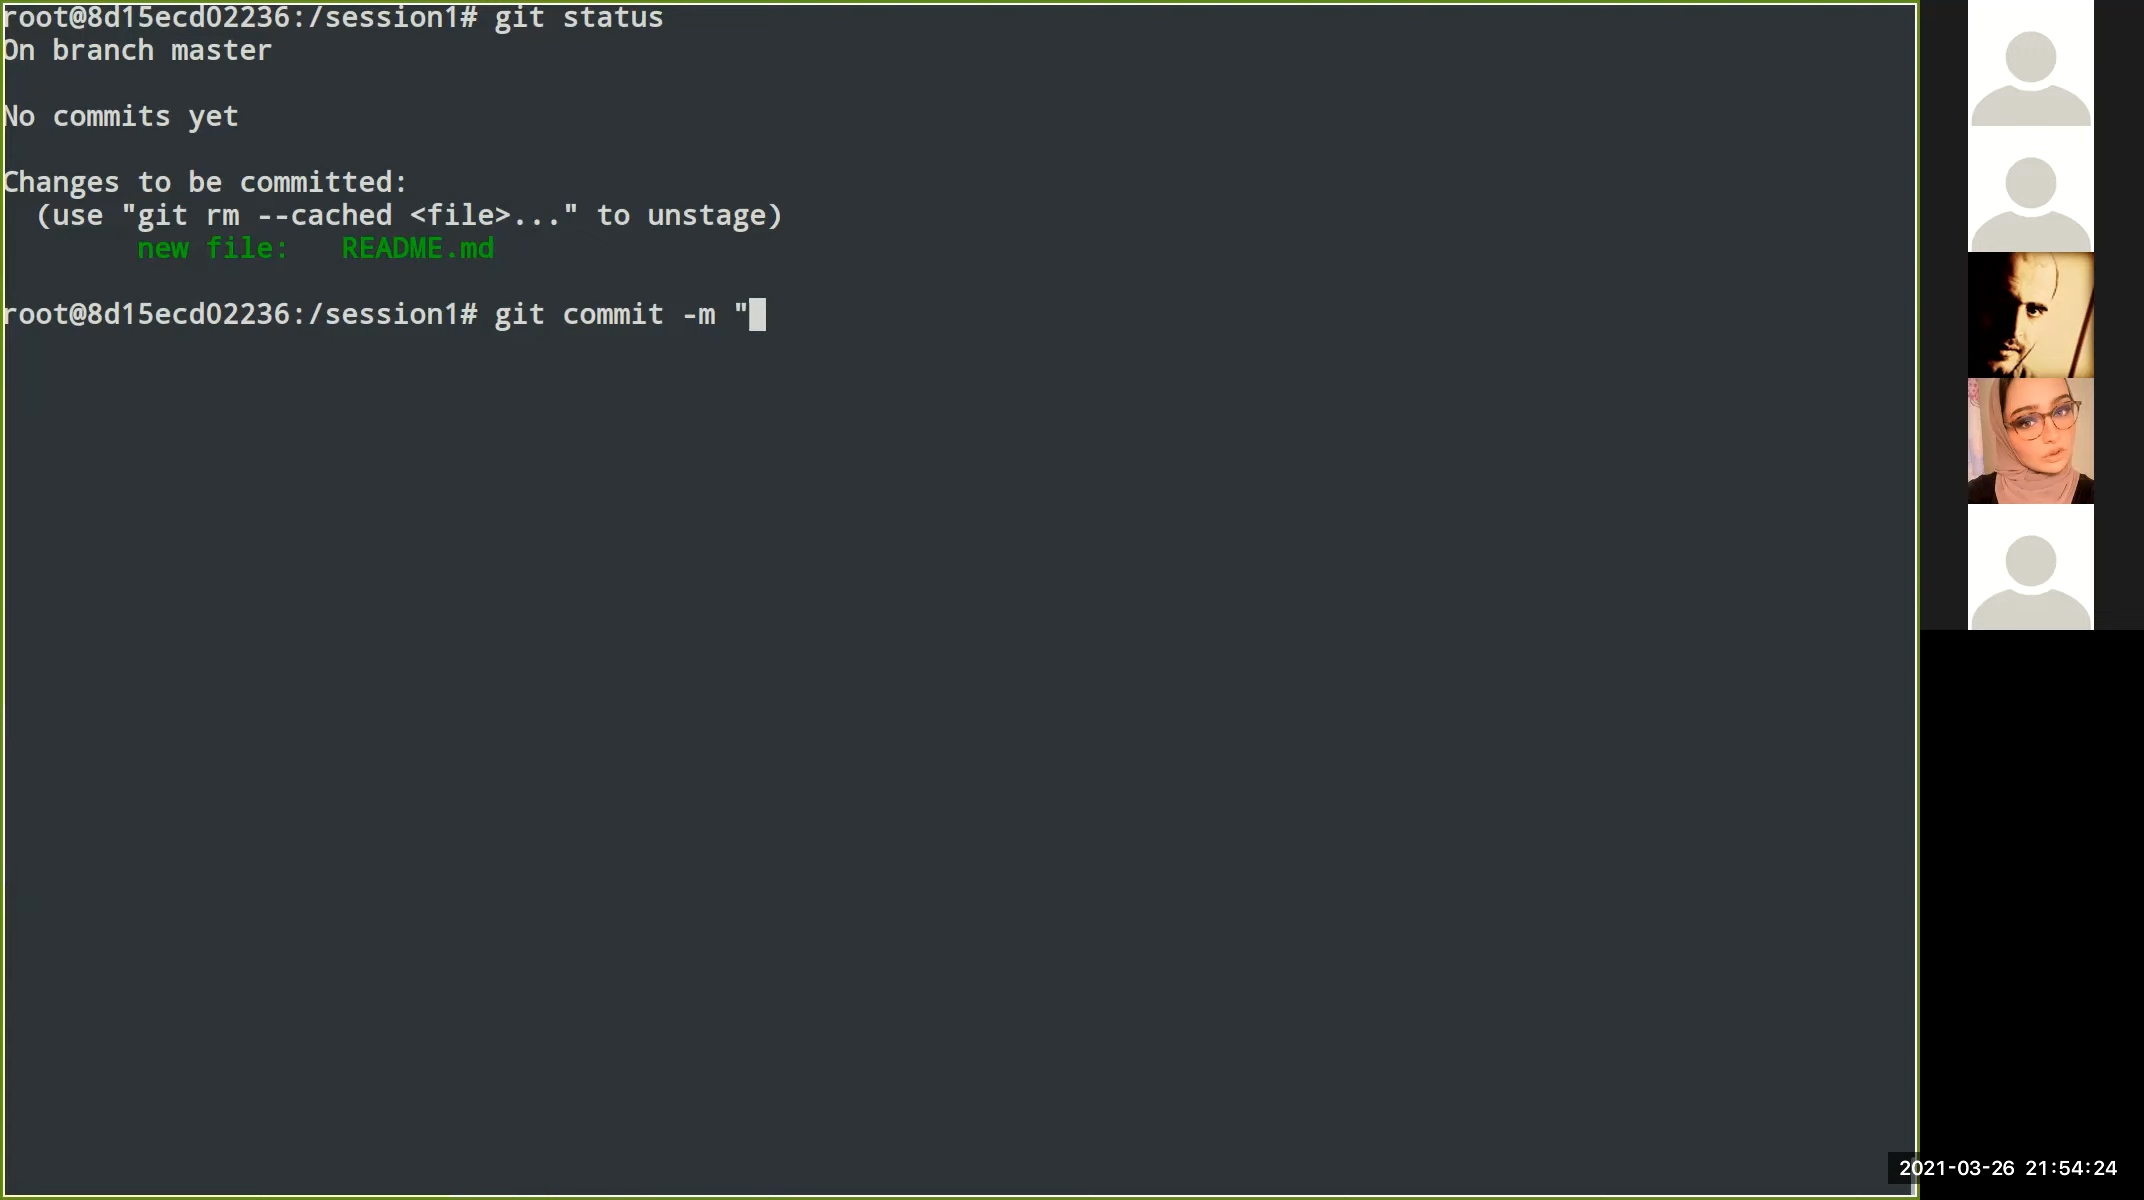 root@8d15ecd02236:/session1# git status
On branch master
No commits yet
Changes to be committed:
  (use "git rm --cached <file>..." to unstage)
        new file:   README.md
root@8d15ecd02236:/session1# git commit -m "
2021-03-26 21:54:24